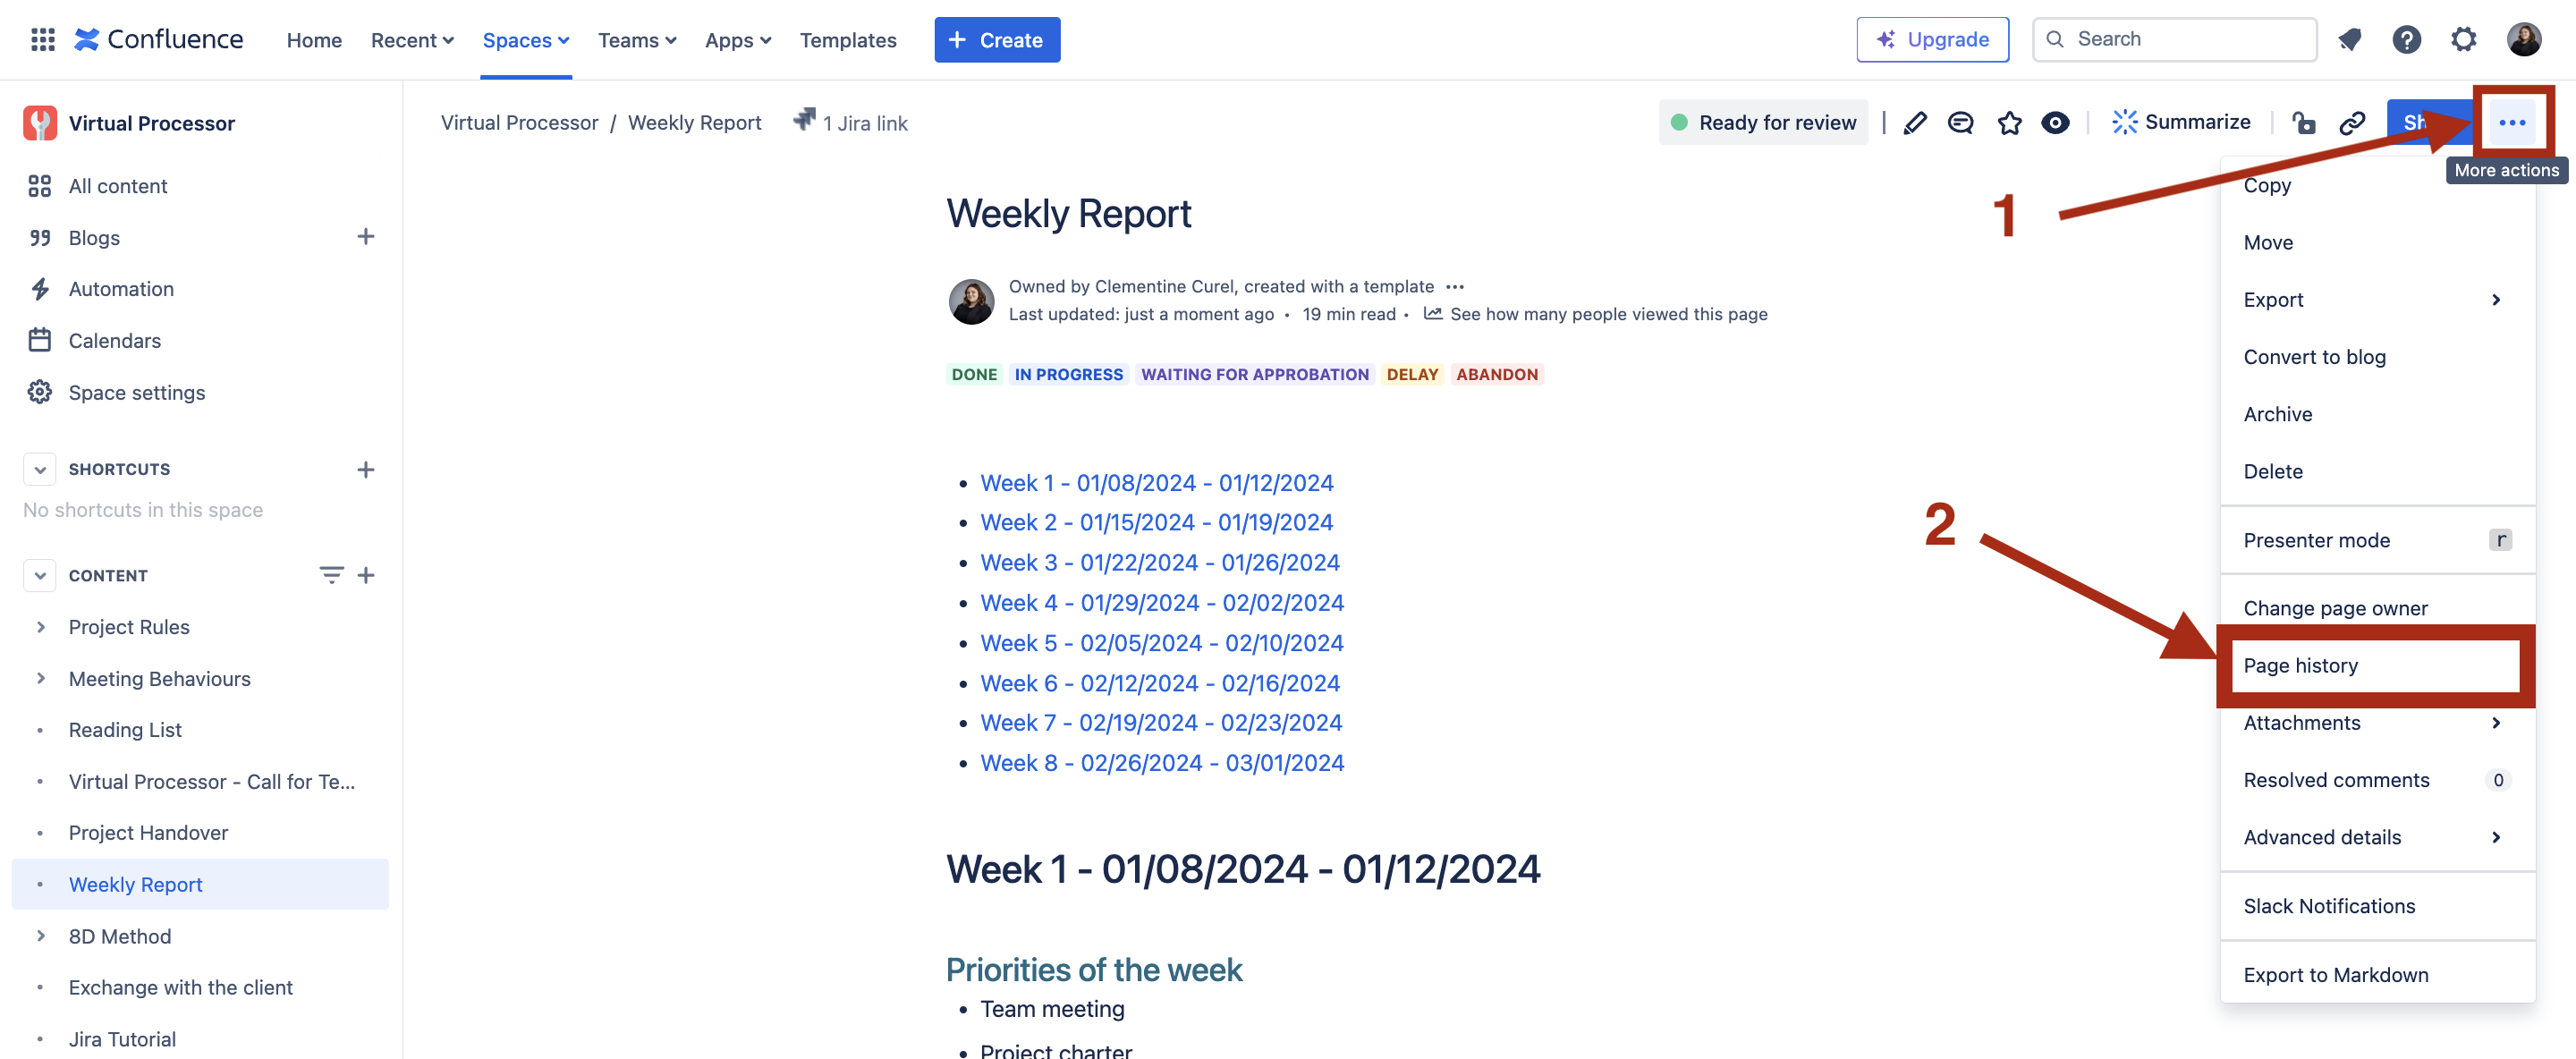 Confluence
Home Recent Spaces Teams Apps Templates + Create
Upgrade
Search
Virtual Processor
All content
Blogs
Automation
Calendars
Space settings
SHORTCUTS
No shortcuts in this space
CONTENT
Project Rules
Meeting Behaviours
Reading List
Virtual Processor - Call for Te...
Project Handover
Weekly Report
8D Method
Exchange with the client
Jira Tutorial
Virtual Processor / Weekly Report 1 Jira link
Ready for review
Summarize
More actions
Weekly Report
Owned by Clementine Curel, created with a template
Last updated: just a moment ago • 19 min read • See how many people viewed this page
DONE IN PROGRESS WAITING FOR APPROBATION DELAY ABANDON
• Week 1 - 01/08/2024 - 01/12/2024
• Week 2 - 01/15/2024 - 01/19/2024
• Week 3 - 01/22/2024 - 01/26/2024
• Week 4 - 01/29/2024 - 02/02/2024
• Week 5 - 02/05/2024 - 02/10/2024
• Week 6 - 02/12/2024 - 02/16/2024
• Week 7 - 02/19/2024 - 02/23/2024
• Week 8 - 02/26/2024 - 03/01/2024
Week 1 - 01/08/2024 - 01/12/2024
Priorities of the week
• Team meeting
• Project charter
1
2
Copy
Move
Export
Convert to blog
Archive
Delete
Presenter mode r
Change page owner
Page history
Attachments
Resolved comments 0
Advanced details
Slack Notifications
Export to Markdown